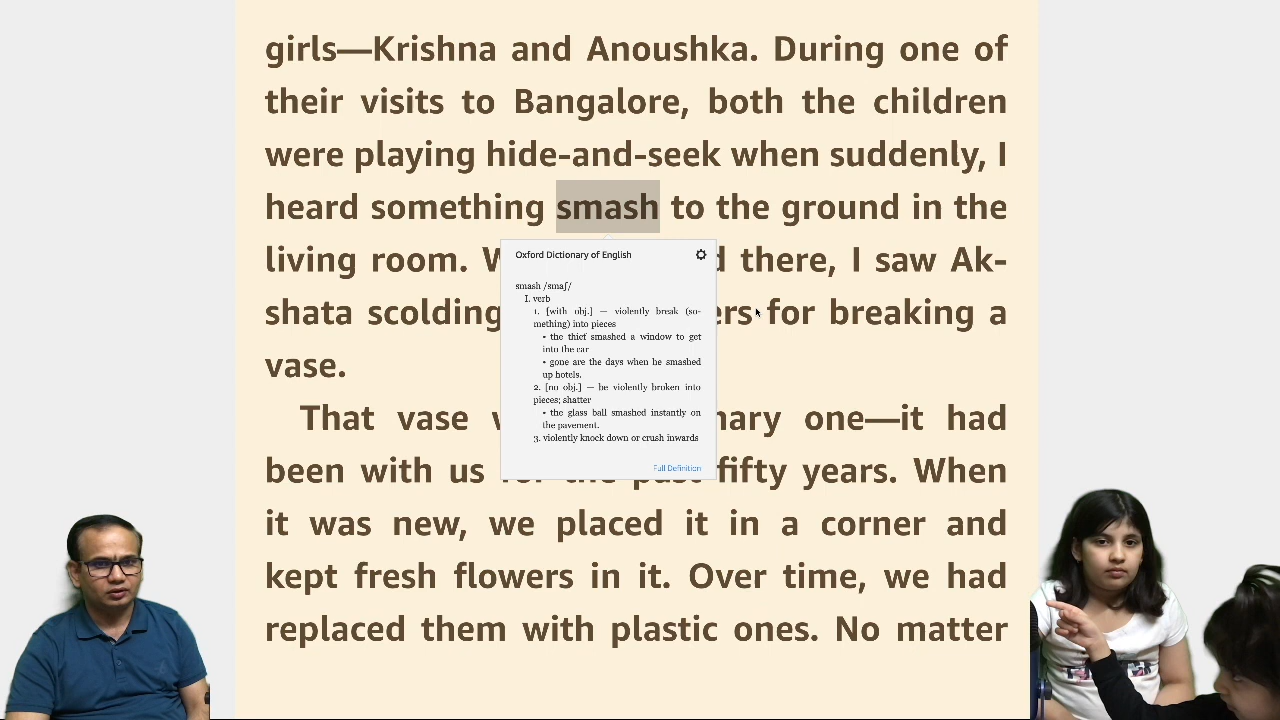 girls—Krishna and Anoushka. During one of
their visits to Bangalore, both the children
were playing hide-and-seek when suddenly, I
heard something smash to the ground in the
living room. there, I saw Ak-
shata scolding for breaking a
vase.
That vase one—it had
been with us for the past fifty years. When
it was new, we placed it in a corner and
kept fresh flowers in it. Over time, we had
replaced them with plastic ones. No matter
Oxford Dictionary of English
smash /smaʃ/
I. verb
1. [with obj.] — violently break (so-
mething) into pieces
• the thief smashed a window to get
into the car
• gone are the days when he smashed
up hotels.
2. [no obj.] — be violently broken into
pieces; shatter
• the glass ball smashed instantly on
the pavement.
3. violently knock down or crush inwards
Full Definition